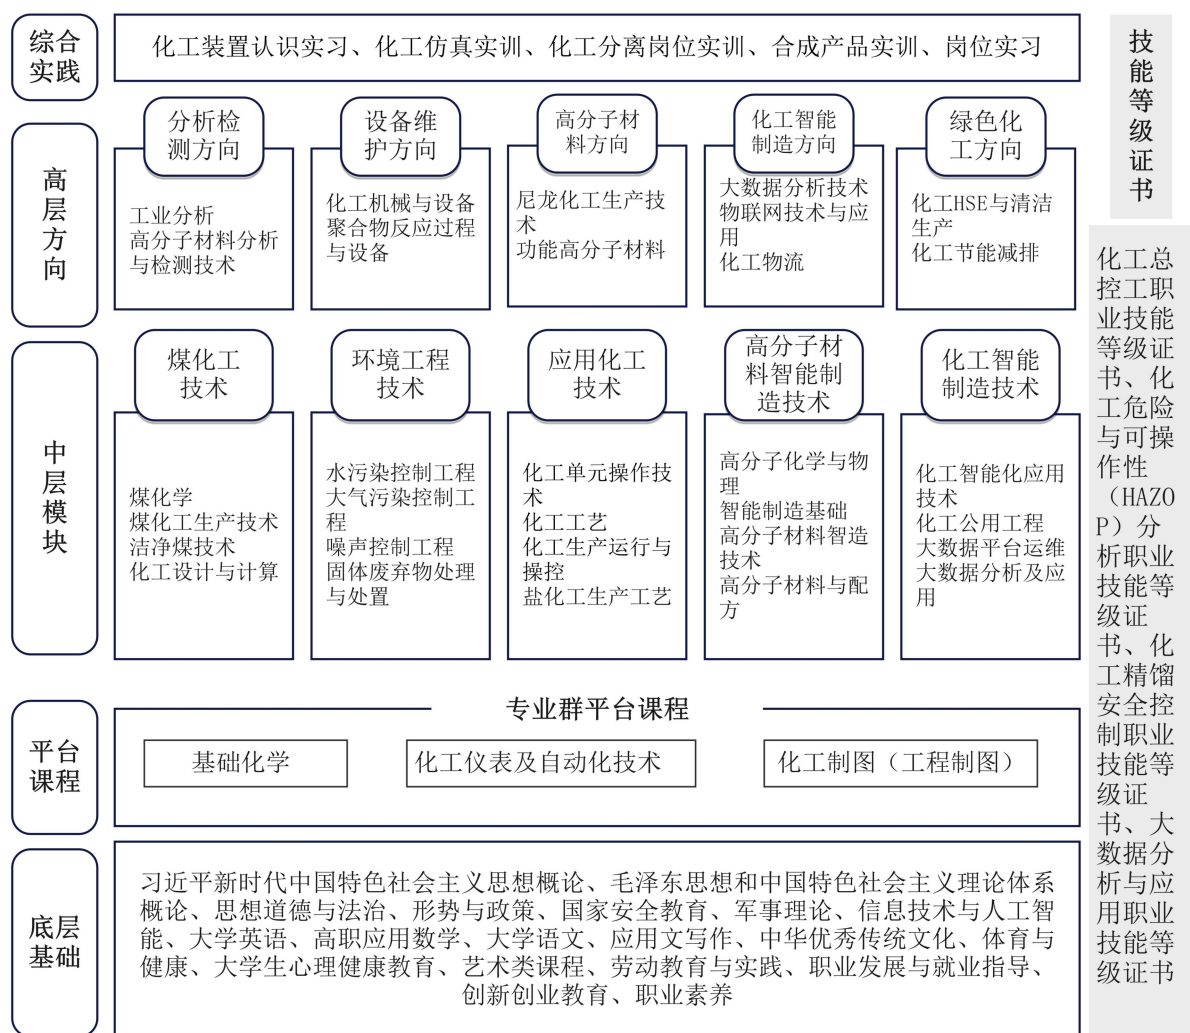 综合
实践
化工装置认识实习、化工仿真实训、化工分离岗位实训、合成产品实训、岗位实习
高
层
方
向
分析检
测方向
工业分析
高分子材料分析
与检测技术
设备维
护方向
化工机械与设备
聚合物反应过程
与设备
高分子材
料方向
尼龙化工生产技
术
功能高分子材料
化工智能
制造方向
大数据分析技术
物联网技术与应
用
化工物流
绿色化
工方向
化工HSE与清洁
生产
化工节能减排
中
层
模
块
煤化工
技术
煤化学
煤化工生产技术
洁净煤技术
化工设计与计算
环境工程
技术
水污染控制工程
大气污染控制工
程
噪声控制工程
固体废弃物处理
与处置
应用化工
技术
化工单元操作技
术
化工工艺
化工生产运行与
操控
盐化工生产工艺
高分子材
料智能制
造技术
高分子化学与物
理
智能制造基础
高分子材料智造
技术
高分子材料与配
方
化工智能
制造技术
化工智能化应用
技术
化工公用工程
大数据平台运维
大数据分析及应
用
平台
课程
专业群平台课程
基础化学
化工仪表及自动化技术
化工制图（工程制图）
底层
基础
习近平新时代中国特色社会主义思想概论、毛泽东思想和中国特色社会主义理论体系
概论、思想道德与法治、形势与政策、国家安全教育、军事理论、信息技术与人工智
能、大学英语、高职应用数学、大学语文、应用文写作、中华优秀传统文化、体育与
健康、大学生心理健康教育、艺术类课程、劳动教育与实践、职业发展与就业指导、
创新创业教育、职业素养
技
能
等
级
证
书
化工总
控工职
业技能
等级证
书、化
工危险
与可操
作性
（HAZO
P）分
析职业
技能等
级证
书、化
工精馏
安全控
制职业
技能等
级证
书、大
数据分
析与应
用职业
技能等
级证书